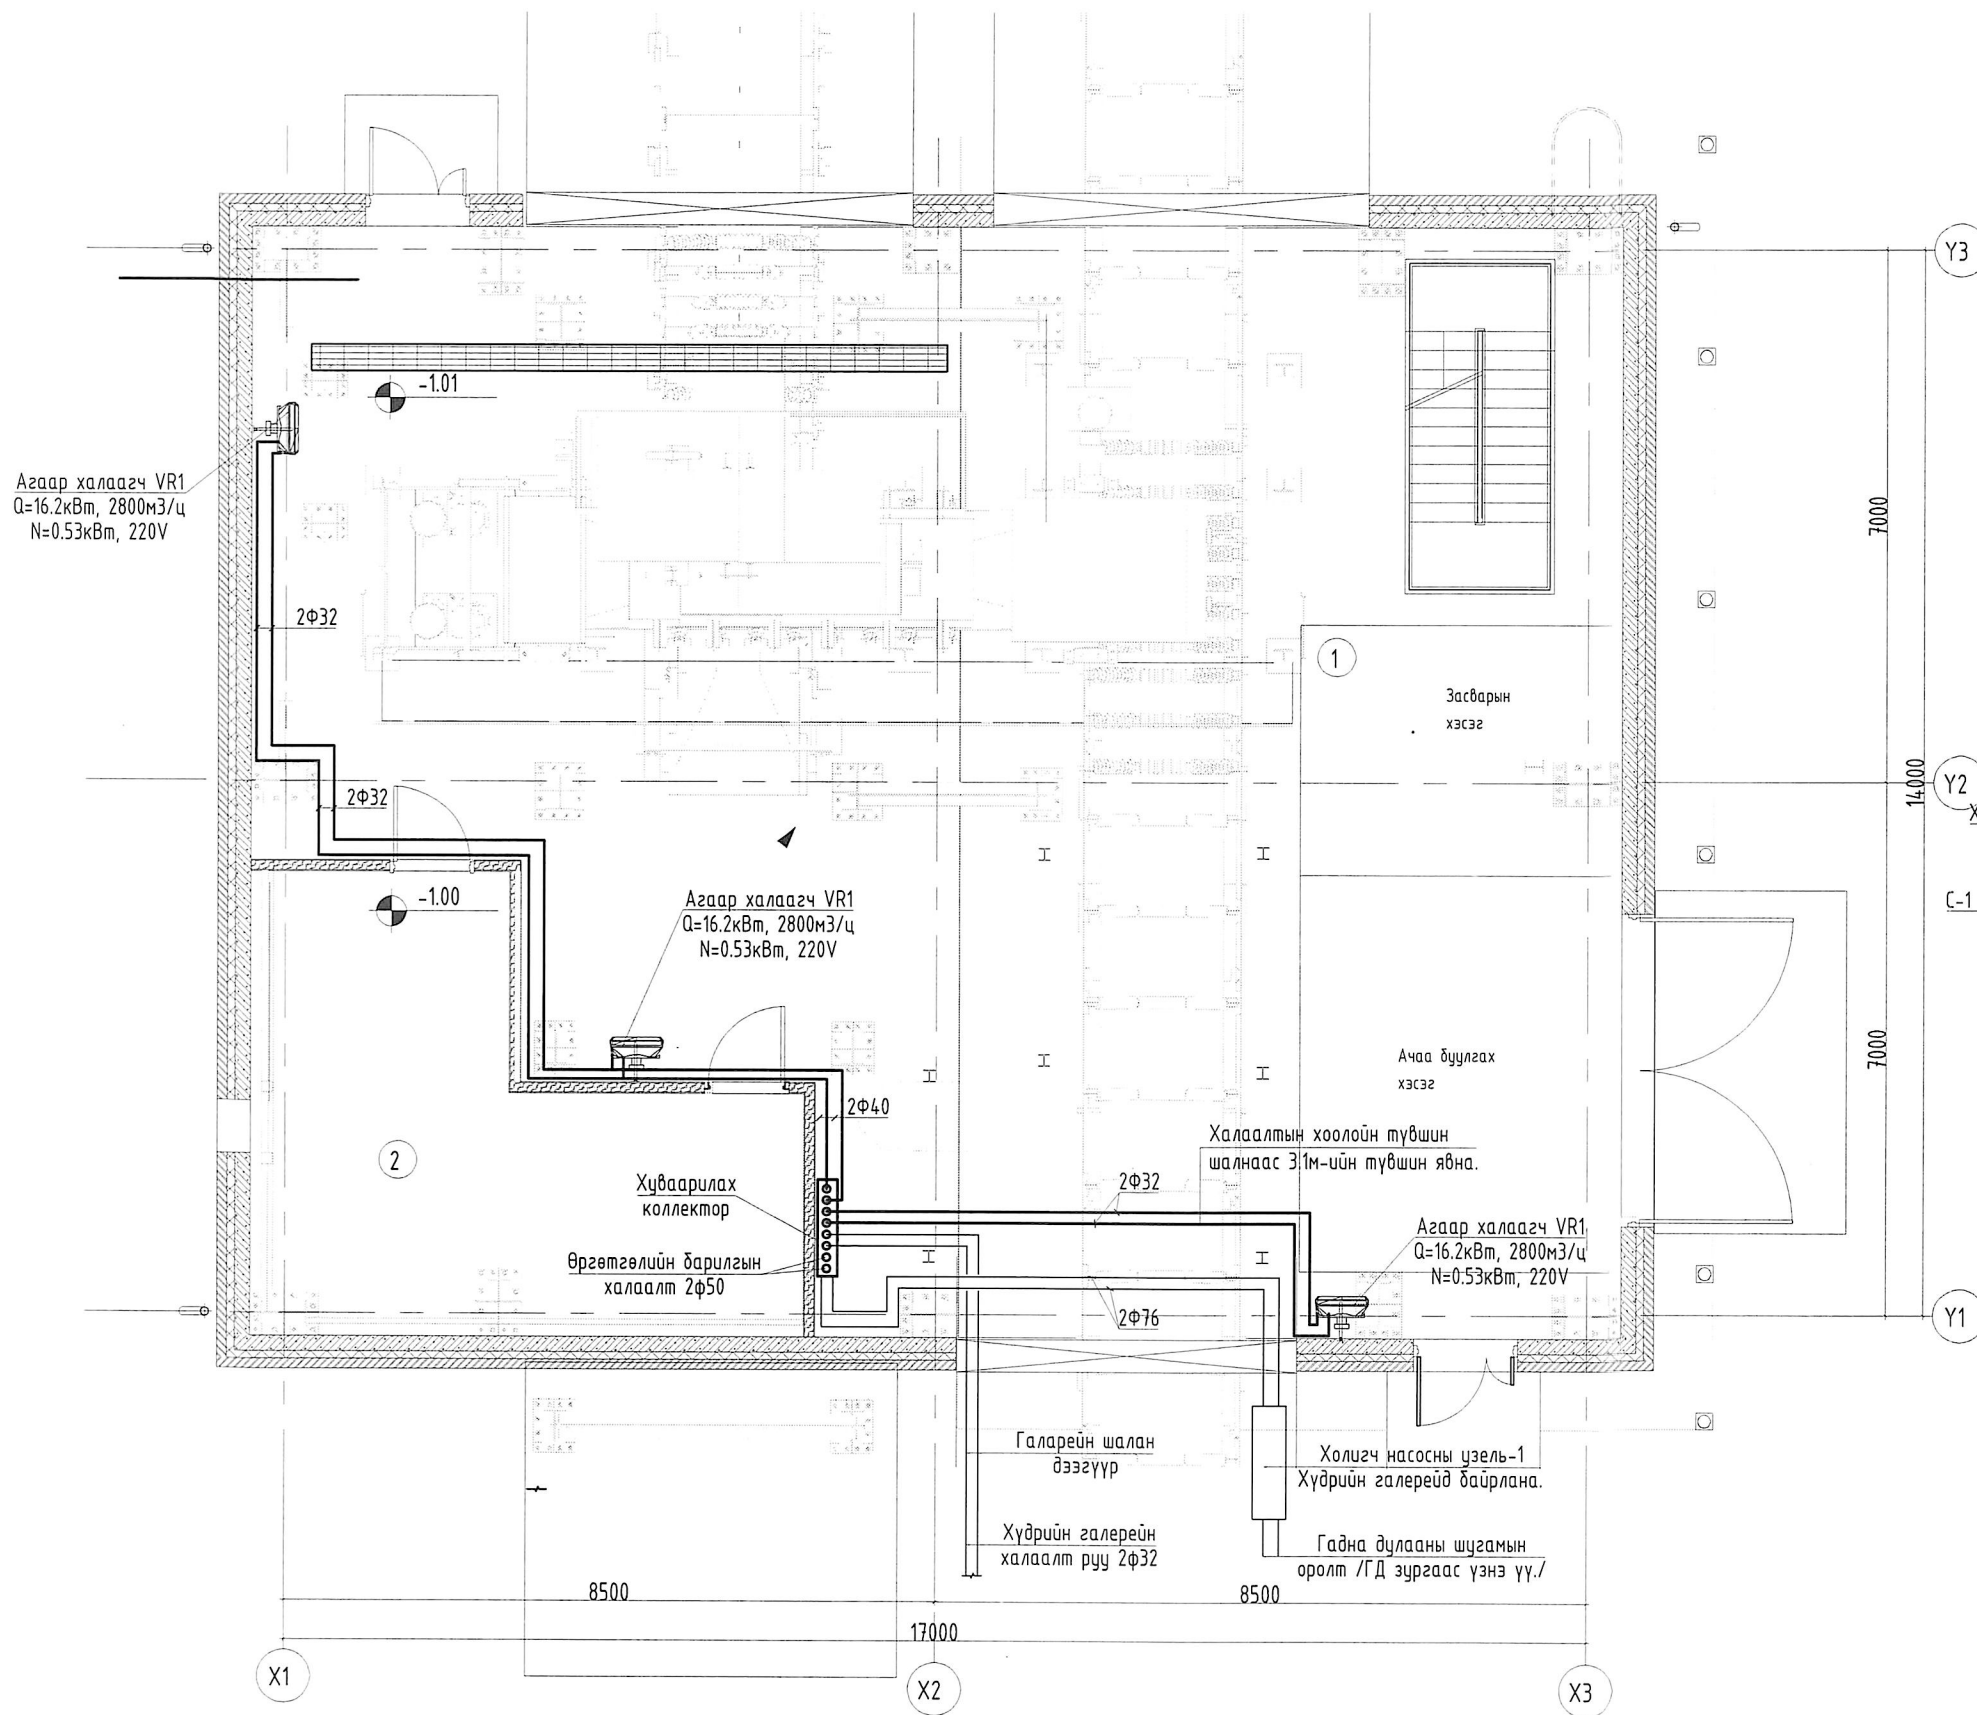 Y3
-1.01
Агаар халаагч VR1
Q=16.2кВт, 2800м3/ц
N=0.53кВт, 220V
7000
2Ф32
1
Засварын
хэсэг
14000
Y2
X
2Ф32
-1.00
Агаар халаагч VR1
Q=16.2кВт, 2800м3/ц
N=0.53кВт, 220V
C-1
Ачаа буулгах
хэсэг
7000
2Ф40
2
Халаалтын хоолойн түвшин
шалнаас 3.1м-ийн түвшин явна.
Хуваарилах
коллектор
2Ф32
Агаар халаагч VR1
Q=16.2кВт, 2800м3/ц
N=0.53кВт, 220V
Өргөтгөлийн барилгын
халаалт 2ф50
2Ф76
Y1
Галарейн шалан
дээгүүр
Холигч насосны узель-1
Хүдрийн галерейд байрлана.
Хүдрийн галерейн
халаалт руу 2ф32
Гадна дулааны шугамын
оролт /ГД зургаас үзнэ үү./
8500
8500
17000
X1
X2
X3